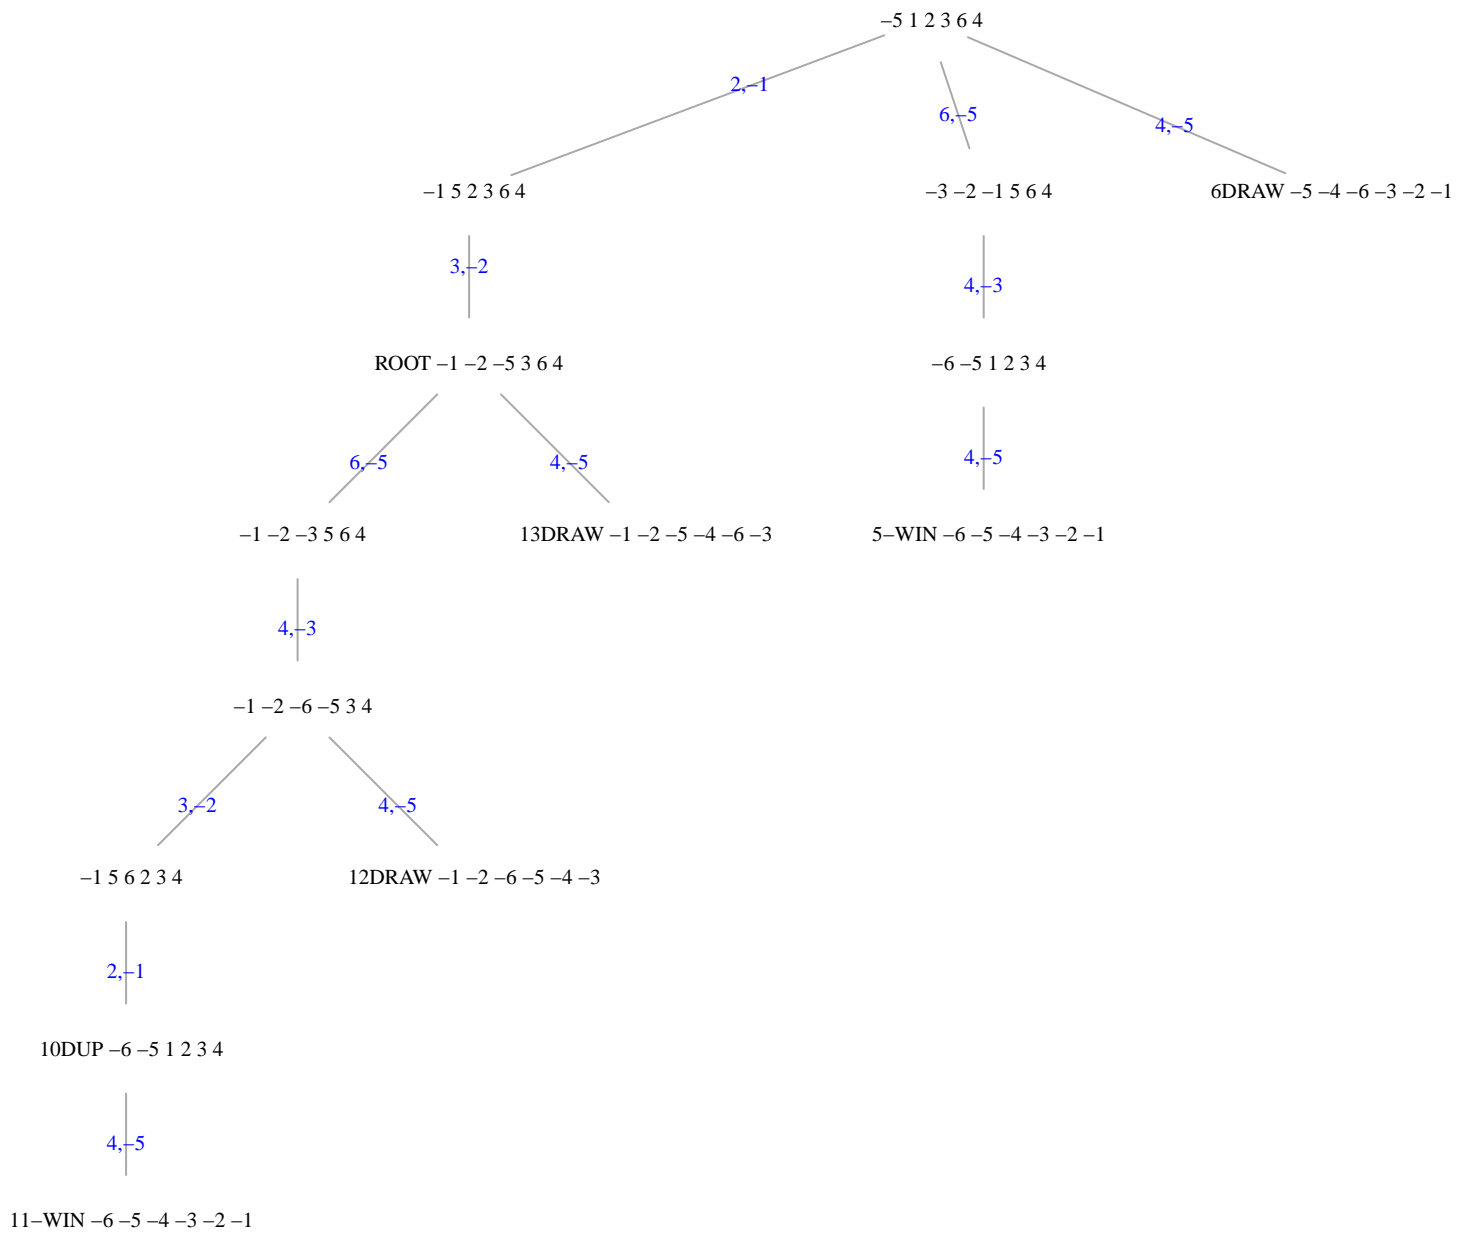 –5 1 2 3 6 4
2,–1
6,–5
4,–5
–1 5 2 3 6 4
–3 –2 –1 5 6 4
6DRAW –5 –4 –6 –3 –2 –1
3,–2
4,–3
ROOT –1 –2 –5 3 6 4
–6 –5 1 2 3 4
6,–5
4,–5
4,–5
–1 –2 –3 5 6 4
13DRAW –1 –2 –5 –4 –6 –3
5–WIN –6 –5 –4 –3 –2 –1
4,–3
–1 –2 –6 –5 3 4
3,–2
4,–5
–1 5 6 2 3 4
12DRAW –1 –2 –6 –5 –4 –3
2,–1
10DUP –6 –5 1 2 3 4
4,–5
11–WIN –6 –5 –4 –3 –2 –1